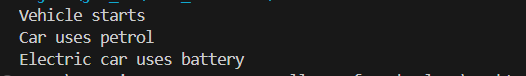 Vehicle starts
Car uses petrol
Electric car uses battery